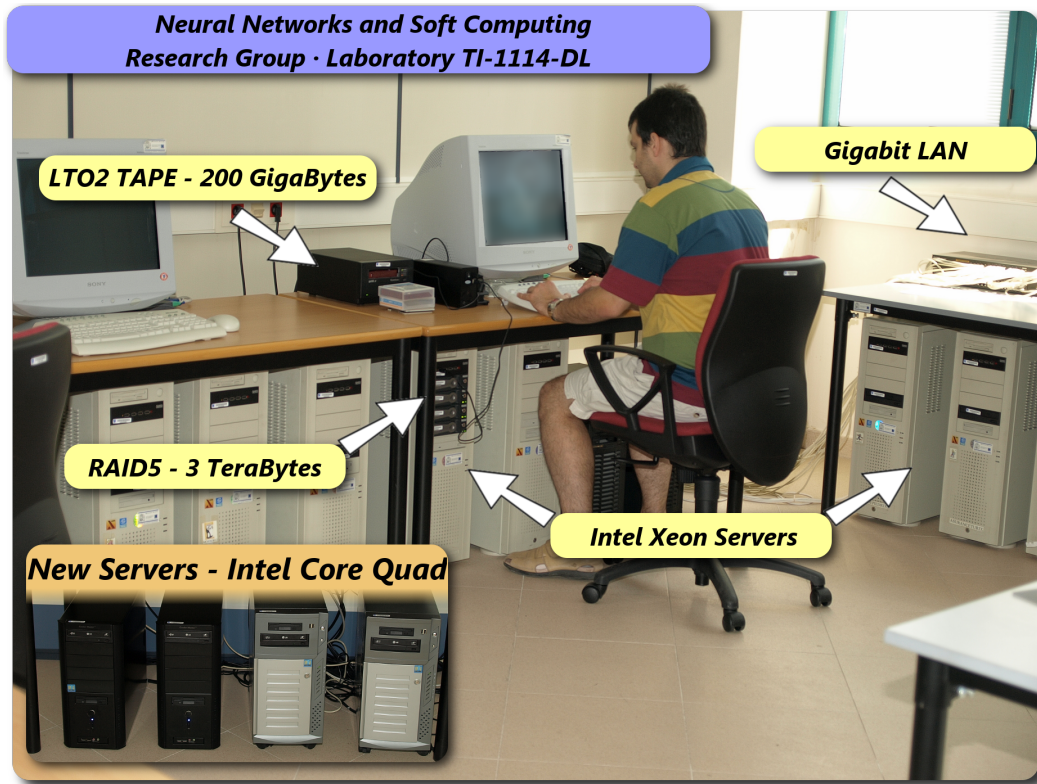 Neural Networks and Soft Computing
Research Group · Laboratory TI-1114-DL
Gigabit LAN
LTO2 TAPE - 200 GigaBytes
SONY
RAID5 - 3 TeraBytes
Intel Xeon Servers
New Servers - Intel Core Quad